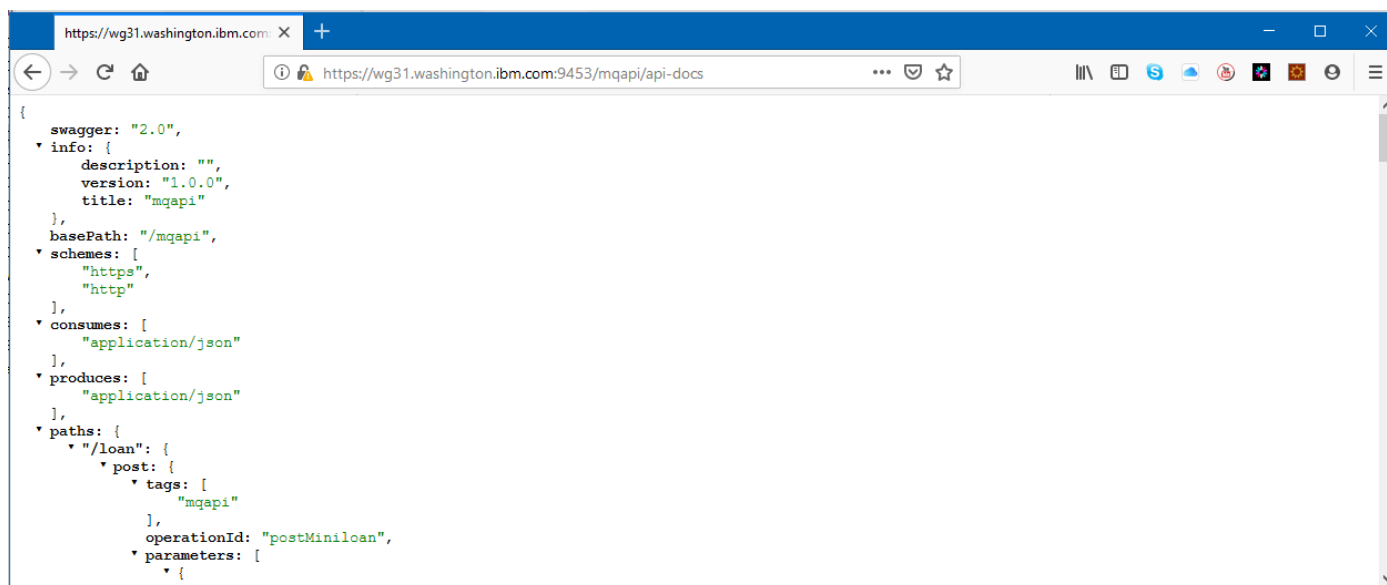 https://wg31.washington.ibm.com:
https://wg31.washington.ibm.com:9453/mqapi/api-docs
{
swagger: "2.0",
info: {
description: "",
version: "1.0.0",
title: "mqapi"
},
basePath: "/mqapi",
schemes: [
"https",
"http"
],
consumes: [
"application/json"
],
produces: [
"application/json"
],
paths: {
"/loan": {
post: {
tags: [
"mqapi"
],
operationId: "postMiniloan",
parameters: [
{